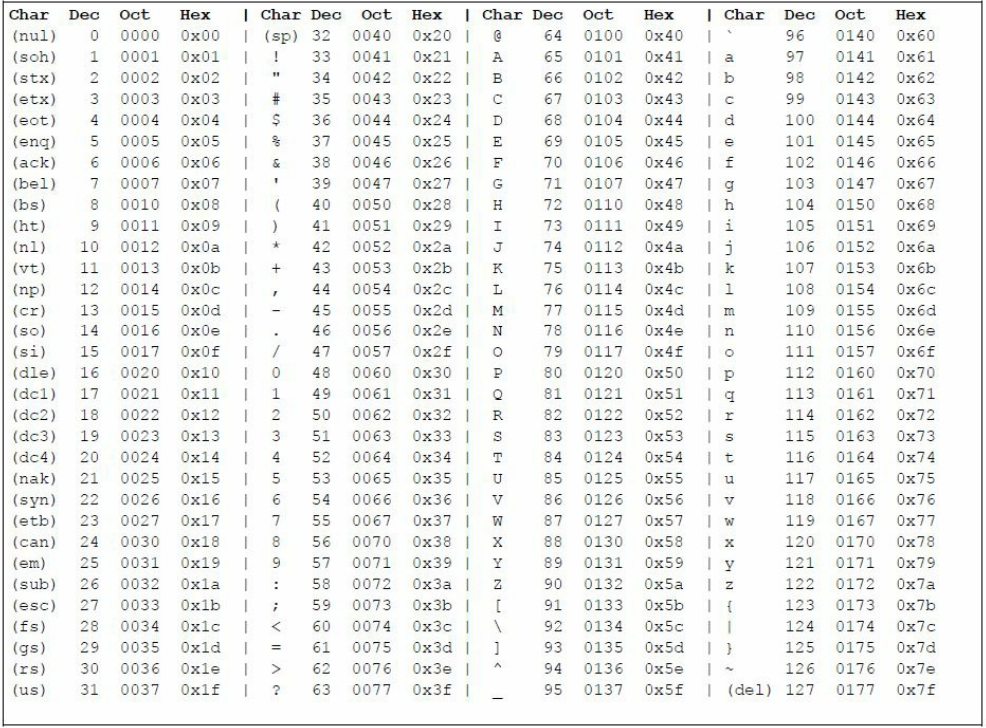 Char Dec Oct Hex | Char Dec Oct Hex | Char Dec Oct Hex | Char Dec Oct Hex
(nul) 0 0000 0x00 | (sp) 32 0040 0x20 | @ 64 0100 0x40 | ` 96 0140 0x60
(soh) 1 0001 0x01 | ! 33 0041 0x21 | A 65 0101 0x41 | a 97 0141 0x61
(stx) 2 0002 0x02 | " 34 0042 0x22 | B 66 0102 0x42 | b 98 0142 0x62
(etx) 3 0003 0x03 | # 35 0043 0x23 | C 67 0103 0x43 | c 99 0143 0x63
(eot) 4 0004 0x04 | $ 36 0044 0x24 | D 68 0104 0x44 | d 100 0144 0x64
(enq) 5 0005 0x05 | % 37 0045 0x25 | E 69 0105 0x45 | e 101 0145 0x65
(ack) 6 0006 0x06 | & 38 0046 0x26 | F 70 0106 0x46 | f 102 0146 0x66
(bel) 7 0007 0x07 | ' 39 0047 0x27 | G 71 0107 0x47 | g 103 0147 0x67
(bs) 8 0010 0x08 | ( 40 0050 0x28 | H 72 0110 0x48 | h 104 0150 0x68
(ht) 9 0011 0x09 | ) 41 0051 0x29 | I 73 0111 0x49 | i 105 0151 0x69
(nl) 10 0012 0x0a | * 42 0052 0x2a | J 74 0112 0x4a | j 106 0152 0x6a
(vt) 11 0013 0x0b | + 43 0053 0x2b | K 75 0113 0x4b | k 107 0153 0x6b
(np) 12 0014 0x0c | , 44 0054 0x2c | L 76 0114 0x4c | l 108 0154 0x6c
(cr) 13 0015 0x0d | - 45 0055 0x2d | M 77 0115 0x4d | m 109 0155 0x6d
(so) 14 0016 0x0e | . 46 0056 0x2e | N 78 0116 0x4e | n 110 0156 0x6e
(si) 15 0017 0x0f | / 47 0057 0x2f | O 79 0117 0x4f | o 111 0157 0x6f
(dle) 16 0020 0x10 | 0 48 0060 0x30 | P 80 0120 0x50 | p 112 0160 0x70
(dc1) 17 0021 0x11 | 1 49 0061 0x31 | Q 81 0121 0x51 | q 113 0161 0x71
(dc2) 18 0022 0x12 | 2 50 0062 0x32 | R 82 0122 0x52 | r 114 0162 0x72
(dc3) 19 0023 0x13 | 3 51 0063 0x33 | S 83 0123 0x53 | s 115 0163 0x73
(dc4) 20 0024 0x14 | 4 52 0064 0x34 | T 84 0124 0x54 | t 116 0164 0x74
(nak) 21 0025 0x15 | 5 53 0065 0x35 | U 85 0125 0x55 | u 117 0165 0x75
(syn) 22 0026 0x16 | 6 54 0066 0x36 | V 86 0126 0x56 | v 118 0166 0x76
(etb) 23 0027 0x17 | 7 55 0067 0x37 | W 87 0127 0x57 | w 119 0167 0x77
(can) 24 0030 0x18 | 8 56 0070 0x38 | X 88 0130 0x58 | x 120 0170 0x78
(em) 25 0031 0x19 | 9 57 0071 0x39 | Y 89 0131 0x59 | y 121 0171 0x79
(sub) 26 0032 0x1a | : 58 0072 0x3a | Z 90 0132 0x5a | z 122 0172 0x7a
(esc) 27 0033 0x1b | ; 59 0073 0x3b | [ 91 0133 0x5b | { 123 0173 0x7b
(fs) 28 0034 0x1c | < 60 0074 0x3c | \ 92 0134 0x5c | | 124 0174 0x7c
(gs) 29 0035 0x1d | = 61 0075 0x3d | ] 93 0135 0x5d | } 125 0175 0x7d
(rs) 30 0036 0x1e | > 62 0076 0x3e | ^ 94 0136 0x5e | ~ 126 0176 0x7e
(us) 31 0037 0x1f | ? 63 0077 0x3f | _ 95 0137 0x5f | (del) 127 0177 0x7f